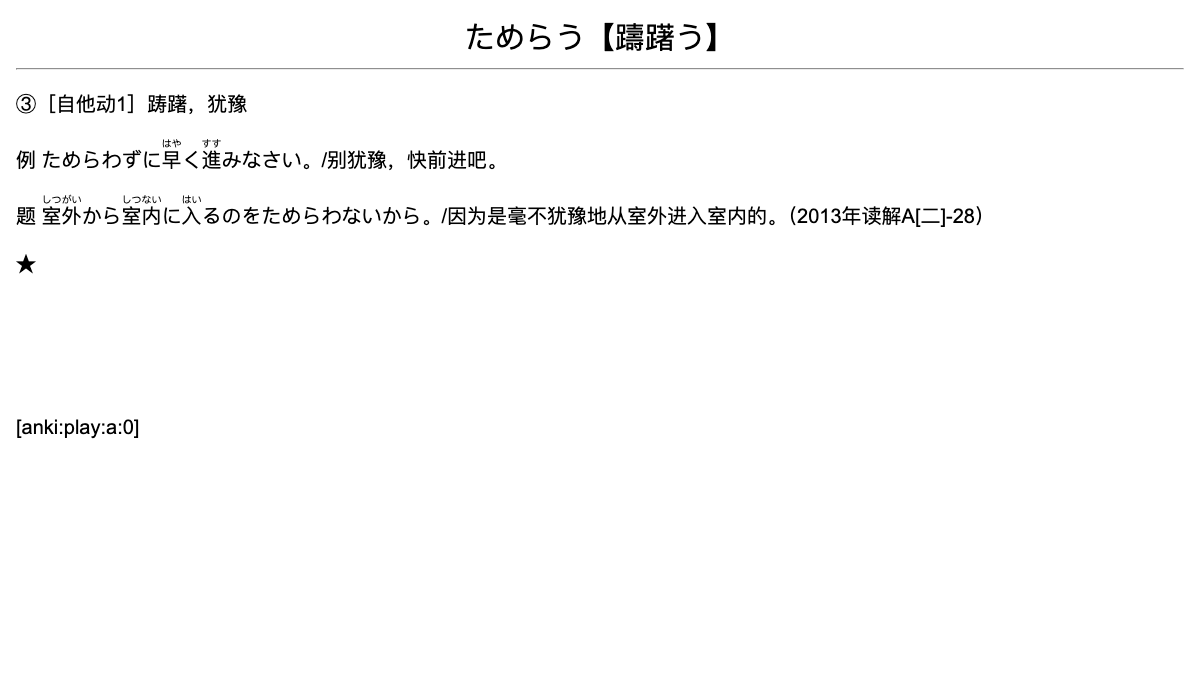 ためらう【躊躇う】
③［自他动1］踌躇，犹豫
例 ためらわずに早く進みなさい。/别犹豫，快前进吧。
はや すす
题 室外から室内に入るのをためらわないから。/因为是毫不犹豫地从室外进入室内的。（2013年读解A[二]-28）
しつがい しつない はい
★
[anki:play:a:0]